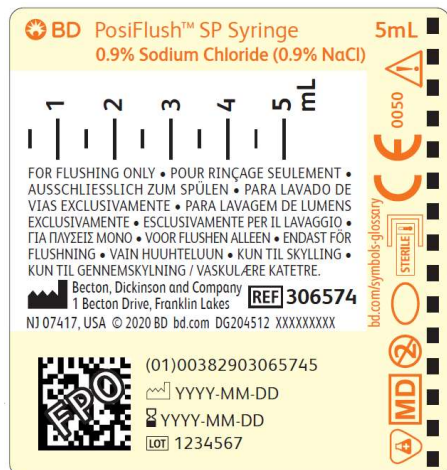 BD PosiFlush™ SP Syringe 5mL
0.9% Sodium Chloride (0.9% NaCl)
1 2 3 4 5 mL
FOR FLUSHING ONLY • POUR RINÇAGE SEULEMENT •
AUSSCHLIESSLICH ZUM SPÜLEN • PARA LAVADO DE
VIAS EXCLUSIVAMENTE • PARA LAVAGEM DE LUMENS
EXCLUSIVAMENTE • ESCLUSIVAMENTE PER IL LAVAGGIO •
ΓΙΑ ΠΛΥΣΕΙΣ ΜΟΝΟ • VOOR FLUSHEN ALLEEN • ENDAST FÖR
FLUSHNING • VAIN HUUHTELUUN • KUN TIL SKYLLING •
KUN TIL GENNEMSKYLNING / VASKULÆRE KATETRE.
Becton, Dickinson and Company
1 Becton Drive, Franklin Lakes
REF 306574
NJ 07417, USA © 2020 BD bd.com DG204512 XXXXXXXXX
FPO
(01)00382903065745
YYYY-MM-DD
YYYY-MM-DD
LOT 1234567
CE 0050
bd.com/symbols-glossary
STERILE
MD
2